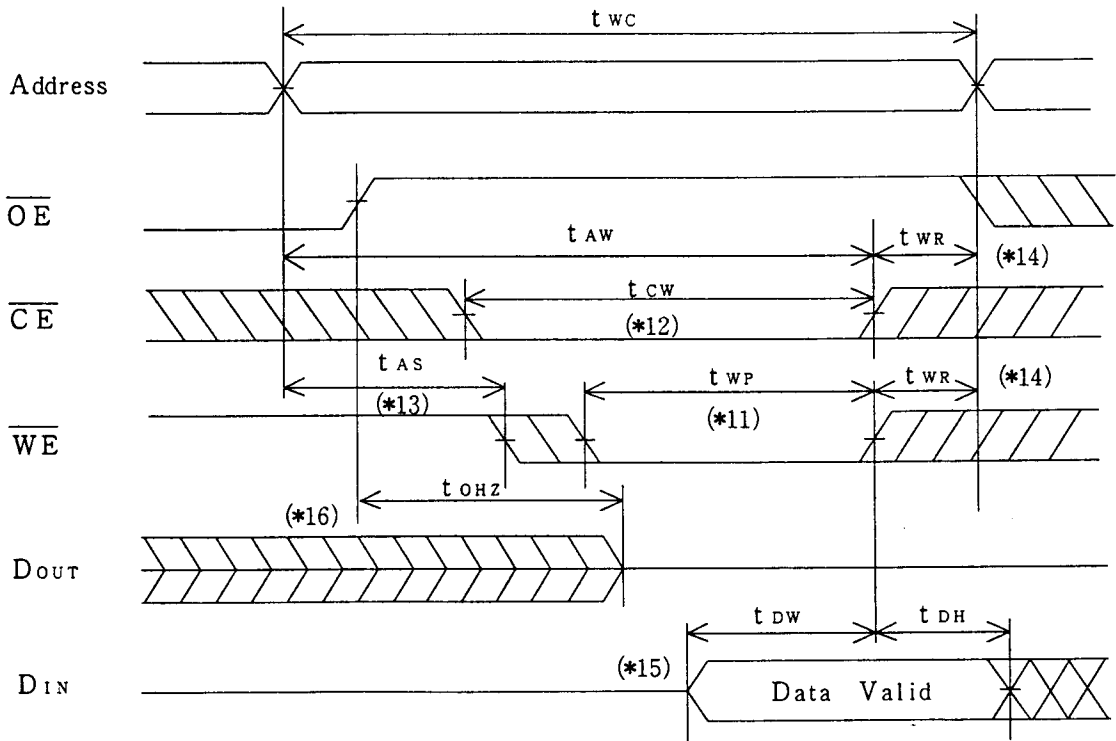 t WC
Address
OE
t AW
t WR
(*14)
CE
t CW
(*12)
t AS
(*13)
t WP
(*11)
t WR
(*14)
WE
t OHZ
(*16)
DOUT
t DW
t DH
(*15)
DIN
Data Valid